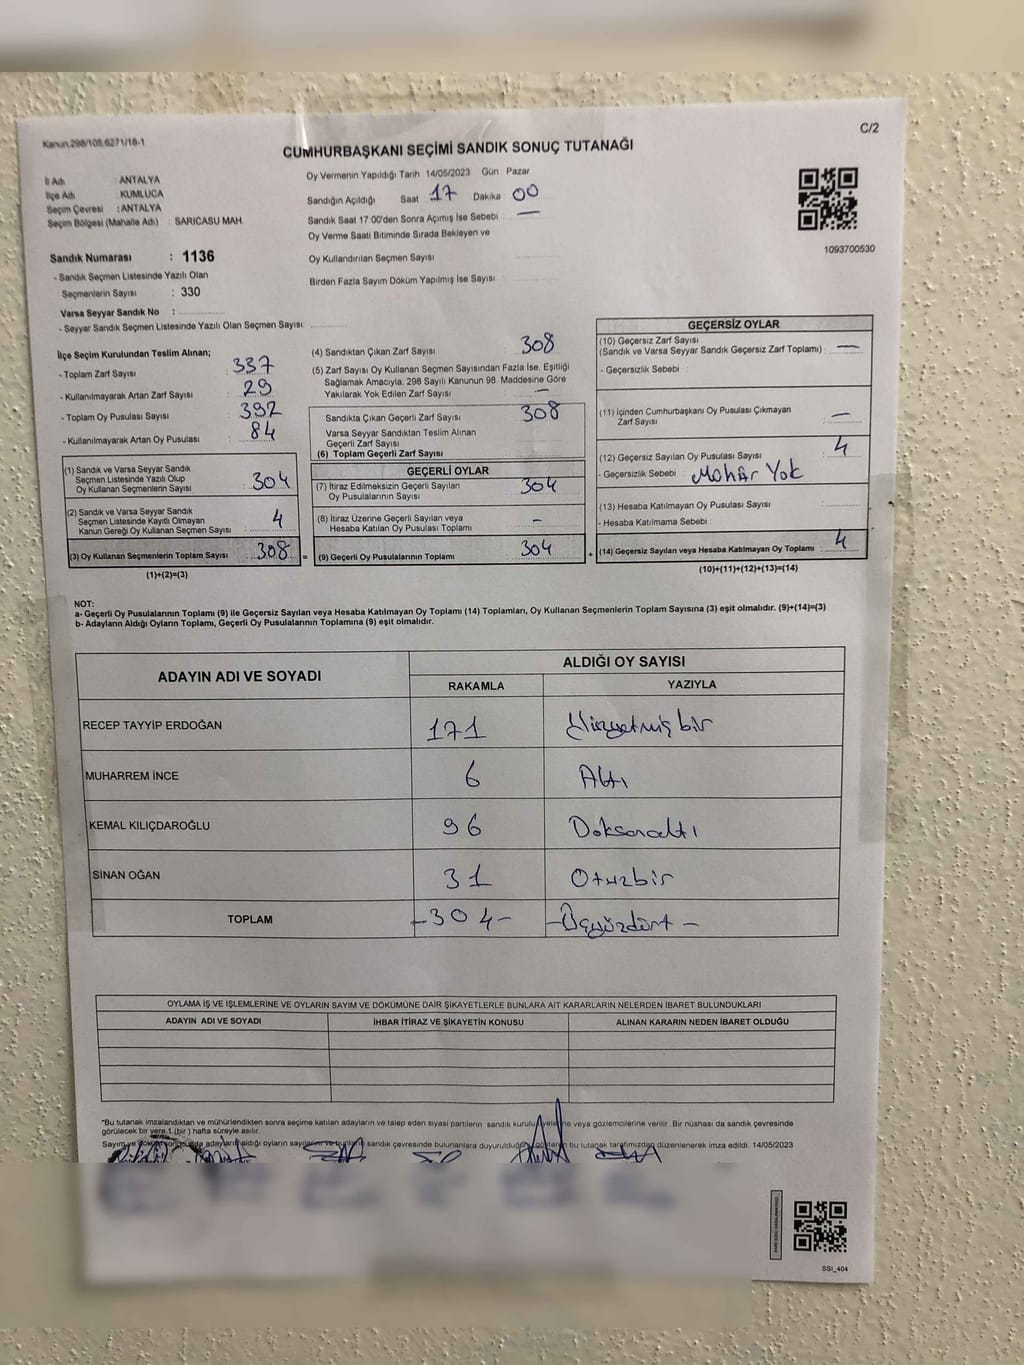 Kanun.298/105,6271/18-1
C/2
CUMHURBAŞKANI SEÇİMİ SANDIK SONUÇ TUTANAĞI
İl Adı : ANTALYA
İlçe Adı : KUMLUCA
Seçim Çevresi : ANTALYA
Seçim Bölgesi (Mahalle Adı) : SARICASU MAH.
Sandık Numarası : 1136
- Sandık Seçmen Listesinde Yazılı Olan
Seçmenlerin Sayısı : 330
Varsa Seyyar Sandık No :
- Seyyar Sandık Seçmen Listesinde Yazılı Olan Seçmen Sayısı:
Oy Vermenin Yapıldığı Tarih 14/05/2023 Gün Pazar
Sandığın Açıldığı Saat 17 Dakika 00
Sandık Saat 17:00'den Sonra Açımış İse Sebebi —
Oy Verme Saati Bitiminde Sırada Bekleyen ve
Oy Kullandırılan Seçmen Sayısı
Birden Fazla Sayım Döküm Yapılmış İse Sayısı
1093700530
İlçe Seçim Kurulundan Teslim Alınan;
- Toplam Zarf Sayısı : 337
- Kullanılmayarak Artan Zarf Sayısı : 29
- Toplam Oy Pusulası Sayısı : 392
- Kullanılmayarak Artan Oy Pusulası : 84
(1) Sandık ve Varsa Seyyar Sandık
Seçmen Listesinde Yazılı Olup
Oy Kullanan Seçmenlerin Sayısı : 304
(2) Sandık ve Varsa Seyyar Sandık
Seçmen Listesinde Kayıtlı Olmayan
Kanun Gereği Oy Kullanan Seçmen Sayısı : 4
(3) Oy Kullanan Seçmenlerin Toplam Sayısı : 308
(1)+(2)=(3)
(4) Sandıktan Çıkan Zarf Sayısı 308
(5) Zarf Sayısı Oy Kullanan Seçmen Sayısından Fazla İse, Eşitliği
Sağlamak Amacıyla, 298 Sayılı Kanunun 98. Maddesine Göre
Yakılarak Yok Edilen Zarf Sayısı —
Sandıkta Çıkan Geçerli Zarf Sayısı 308
Varsa Seyyar Sandıktan Teslim Alınan
Geçerli Zarf Sayısı
(6) Toplam Geçerli Zarf Sayısı
GEÇERLİ OYLAR
(7) İtiraz Edilmeksizin Geçerli Sayılan
Oy Pusulalarının Sayısı 304
(8) İtiraz Üzerine Geçerli Sayılan veya
Hesaba Katılan Oy Pusulası Toplamı —
= (9) Geçerli Oy Pusulalarının Toplamı 304
GEÇERSİZ OYLAR
(10) Geçersiz Zarf Sayısı
(Sandık ve Varsa Seyyar Sandık Geçersiz Zarf Toplamı) : —
- Geçersizlik Sebebi :
(11) İçinden Cumhurbaşkanı Oy Pusulası Çıkmayan
Zarf Sayısı : —
(12) Geçersiz Sayılan Oy Pusulası Sayısı : 4
- Geçersizlik Sebebi : Mühür Yok
(13) Hesaba Katılmayan Oy Pusulası Sayısı :
- Hesaba Katılmama Sebebi :
+ (14) Geçersiz Sayılan veya Hesaba Katılmayan Oy Toplamı : 4
(10)+(11)+(12)+(13)=(14)
NOT:
a- Geçerli Oy Pusulalarının Toplamı (9) ile Geçersiz Sayılan veya Hesaba Katılmayan Oy Toplamı (14) Toplamları, Oy Kullanan Seçmenlerin Toplam Sayısına (3) eşit olmalıdır. (9)+(14)=(3)
b- Adayların Aldığı Oyların Toplamı, Geçerli Oy Pusulalarının Toplamına (9) eşit olmalıdır.
ADAYIN ADI VE SOYADI
ALDIĞI OY SAYISI
RAKAMLA YAZIYLA
RECEP TAYYİP ERDOĞAN 171 Yüzyetmişbir
MUHARREM İNCE 6 Altı
KEMAL KILIÇDAROĞLU 96 Doksanaltı
SİNAN OĞAN 31 Otuzbir
TOPLAM -304- -Üçyüzdört-
OYLAMA İŞ VE İŞLEMLERİNE VE OYLARIN SAYIM VE DÖKÜMÜNE DAİR ŞİKAYETLERLE BUNLARA AİT KARARLARIN NELERDEN İBARET BULUNDUKLARI
ADAYIN ADI VE SOYADI İHBAR İTİRAZ VE ŞİKAYETİN KONUSU ALINAN KARARIN NEDEN İBARET OLDUĞU
*Bu tutanak imzalandıktan ve mühürlendikten sonra seçime katılan adayların ve talep eden siyasi partilerin sandık kurulu ve gözlemcilerine verilir. Bir nüshası da sandık çevresinde
görülecek bir yere 1 (bir) hafta süreyle asılır.
adayların aldığı oyların sandık çevresinde bulunanlara bu tutanak tarafımızdan düzenlenerek imza edildi. 14/05/2023
SSI_404